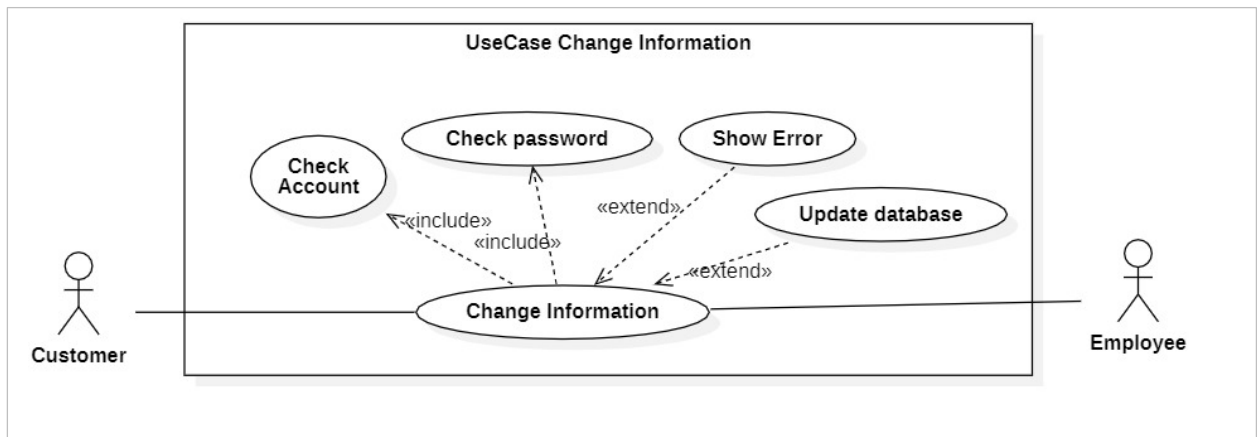 UseCase Change Information
Check password
Show Error
Check
Account
«extend»
Update database
«include»
«include»
«extend»
Change Information
Customer
Employee